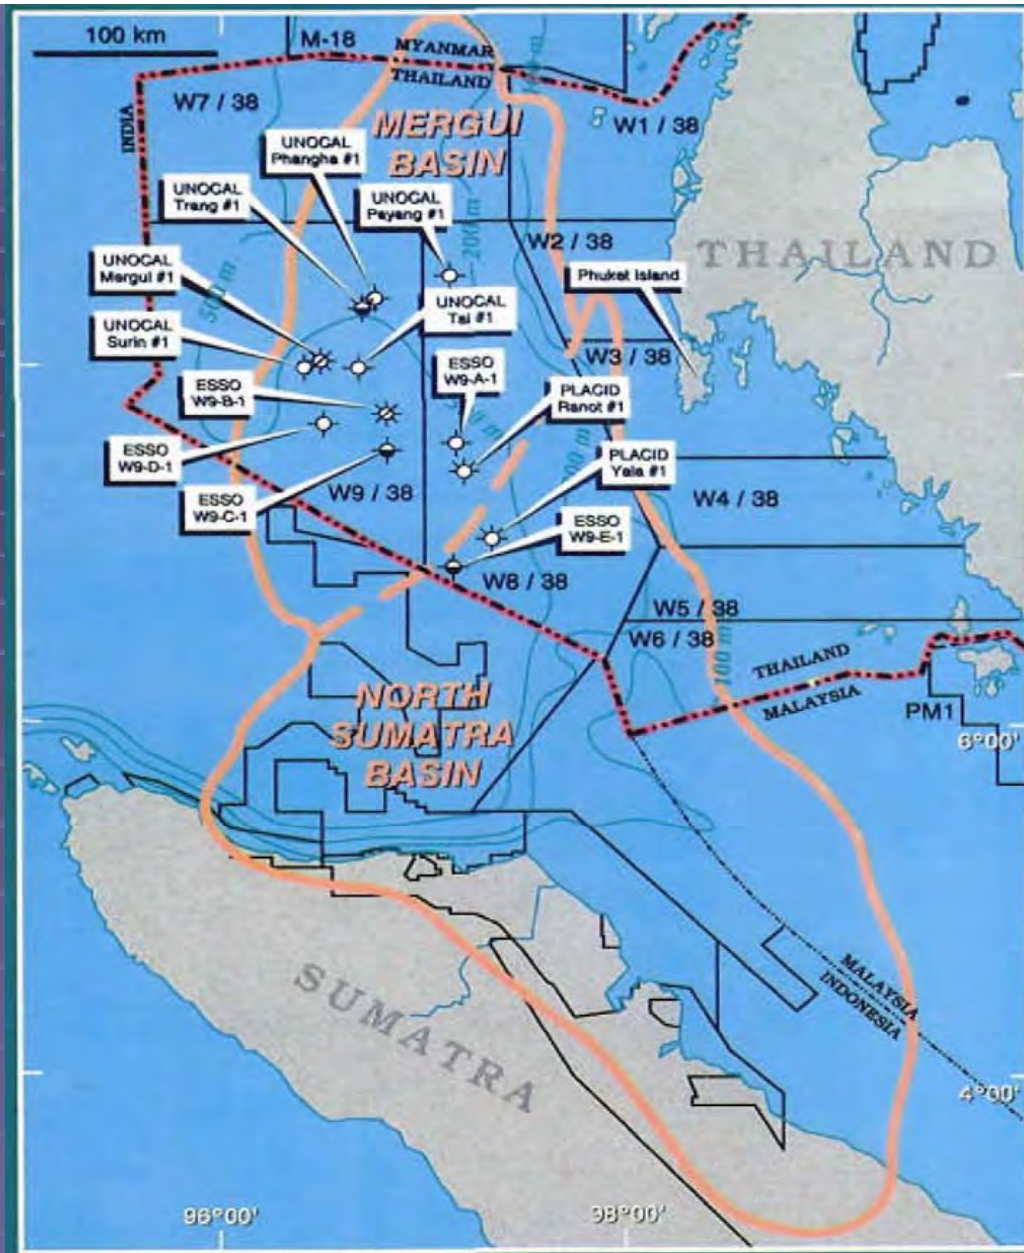 100 km
M-18
MYANMAR
THAILAND
W7 / 38
INDIA
MERGUI
BASIN
W1 / 38
UNOCAL
Phangha #1
UNOCAL
Trang #1
UNOCAL
Payang #1
200 m
W2 / 38
THAILAND
UNOCAL
Mergui #1
500 m
Phuket Island
UNOCAL
Tai #1
UNOCAL
Surin #1
W3 / 38
ESSO
W9-A-1
ESSO
W9-B-1
PLACID
Ranot #1
ESSO
W9-D-1
PLACID
Yala #1
ESSO
W9-C-1
W9 / 38
W4 / 38
ESSO
W9-E-1
W8 / 38
W5 / 38
W6 / 38
100 m
THAILAND
MALAYSIA
NORTH
SUMATRA
BASIN
PM1
6°00'
MALAYSIA
INDONESIA
SUMATRA
4°00'
96°00'
98°00'